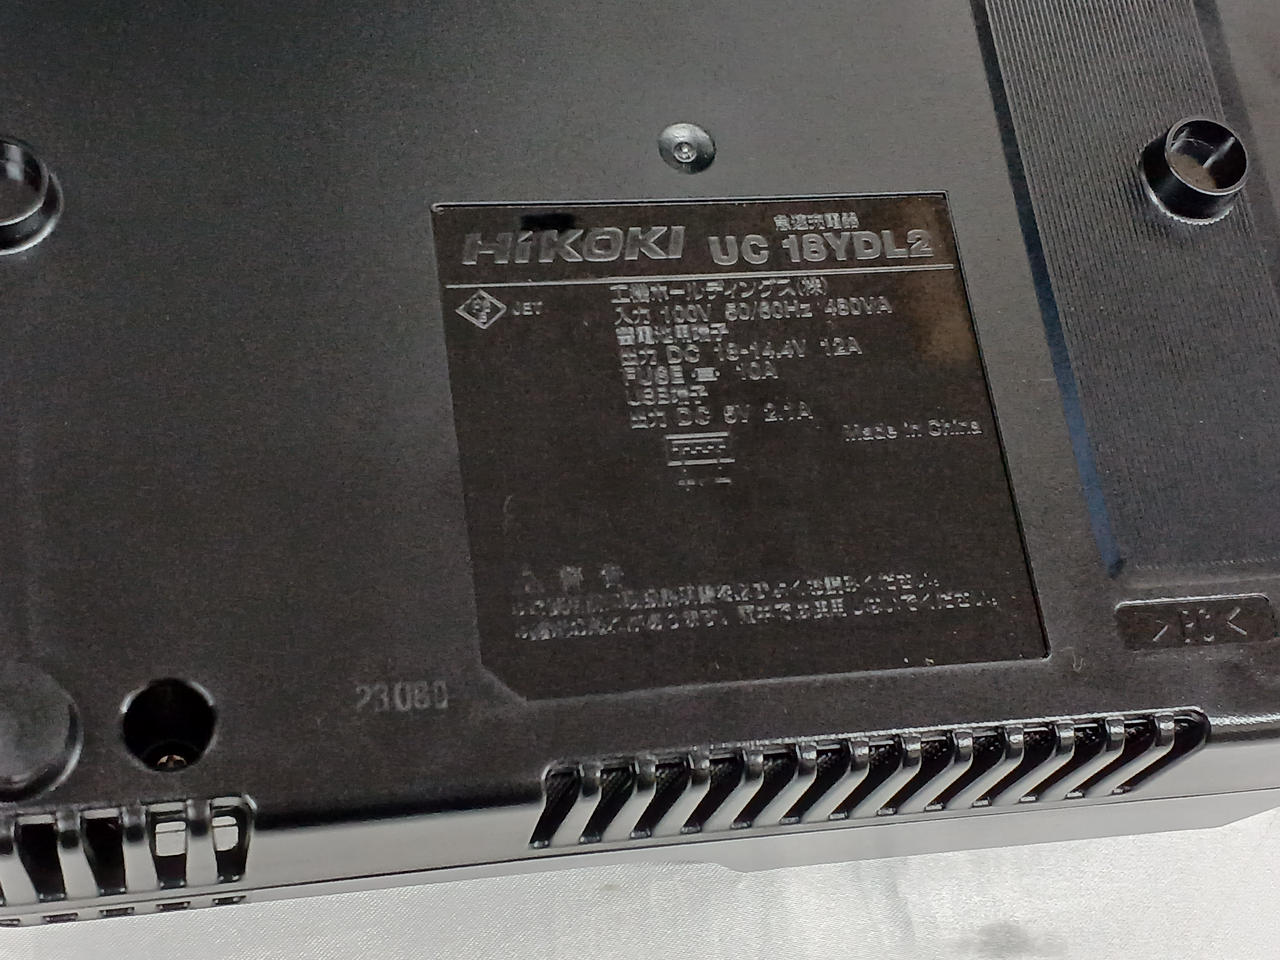 急速充電器
HiKOKI UC 18YDL2
PSE JET
工機ホールディングス(株)
入力 100V 50/60Hz 480VA
蓄電池用端子
出力 DC 18-14.4V 12A
FUSE 10A
USB端子
出力 DC 5V 2.1A
Made in China
>PC<